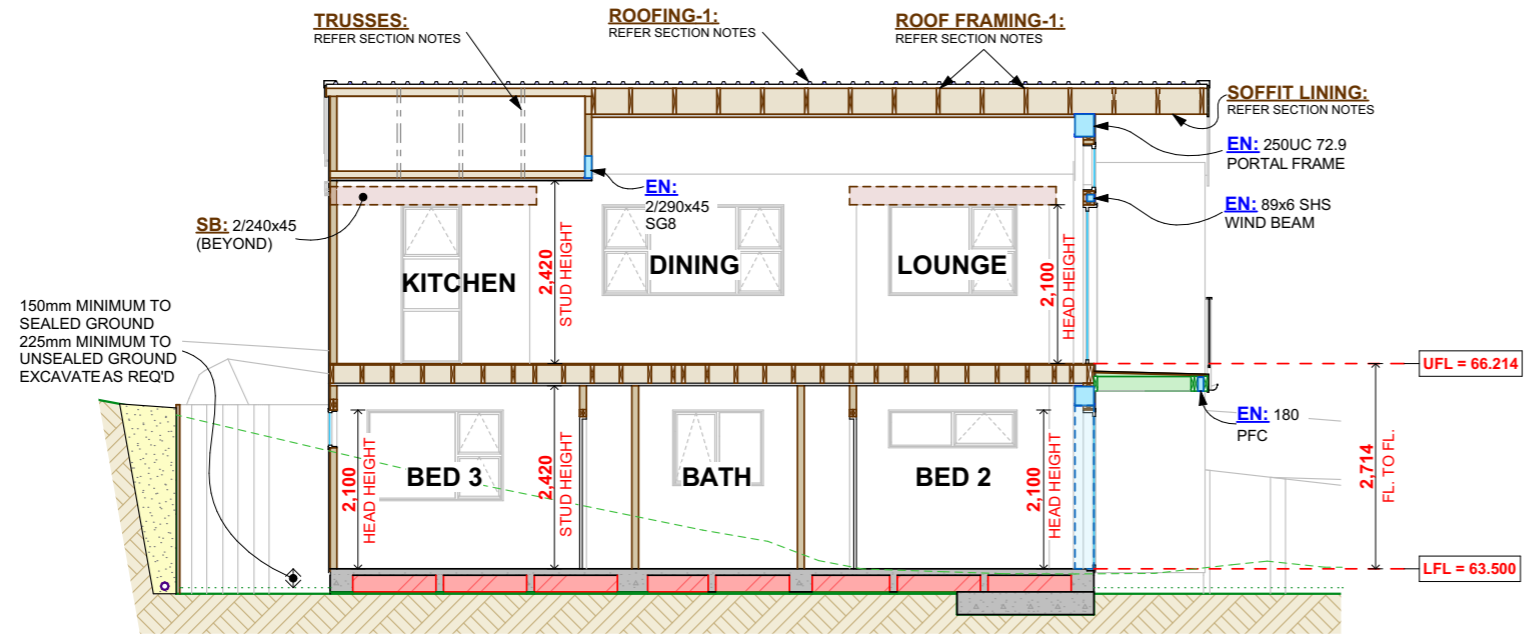 TRUSSES:
REFER SECTION NOTES
ROOFING-1:
REFER SECTION NOTES
ROOF FRAMING-1:
REFER SECTION NOTES
SOFFIT LINING:
REFER SECTION NOTES
EN: 250UC 72.9
PORTAL FRAME
EN: 89x6 SHS
WIND BEAM
EN:
2/290x45
SG8
SB: 2/240x45
(BEYOND)
KITCHEN
2,420
STUD HEIGHT
DINING
LOUNGE
2,100
HEAD HEIGHT
150mm MINIMUM TO
SEALED GROUND
225mm MINIMUM TO
UNSEALED GROUND
EXCAVATE AS REQ'D
UFL = 66.214
EN: 180
PFC
2,714
FL. TO FL.
2,100
HEAD HEIGHT
BED 3
2,420
STUD HEIGHT
BATH
BED 2
2,100
HEAD HEIGHT
LFL = 63.500